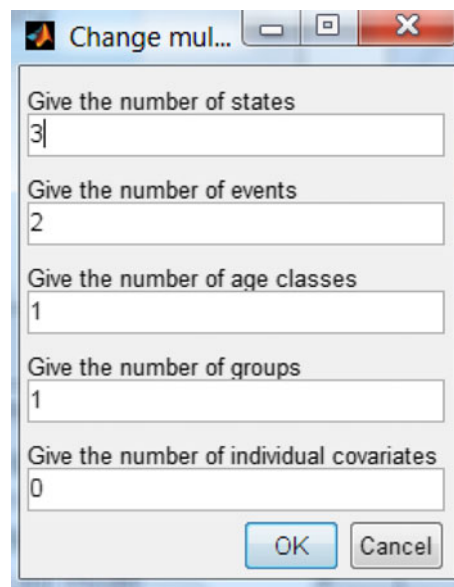 Change mul...
Give the number of states
3
Give the number of events
2
Give the number of age classes
1
Give the number of groups
1
Give the number of individual covariates
0
OK Cancel